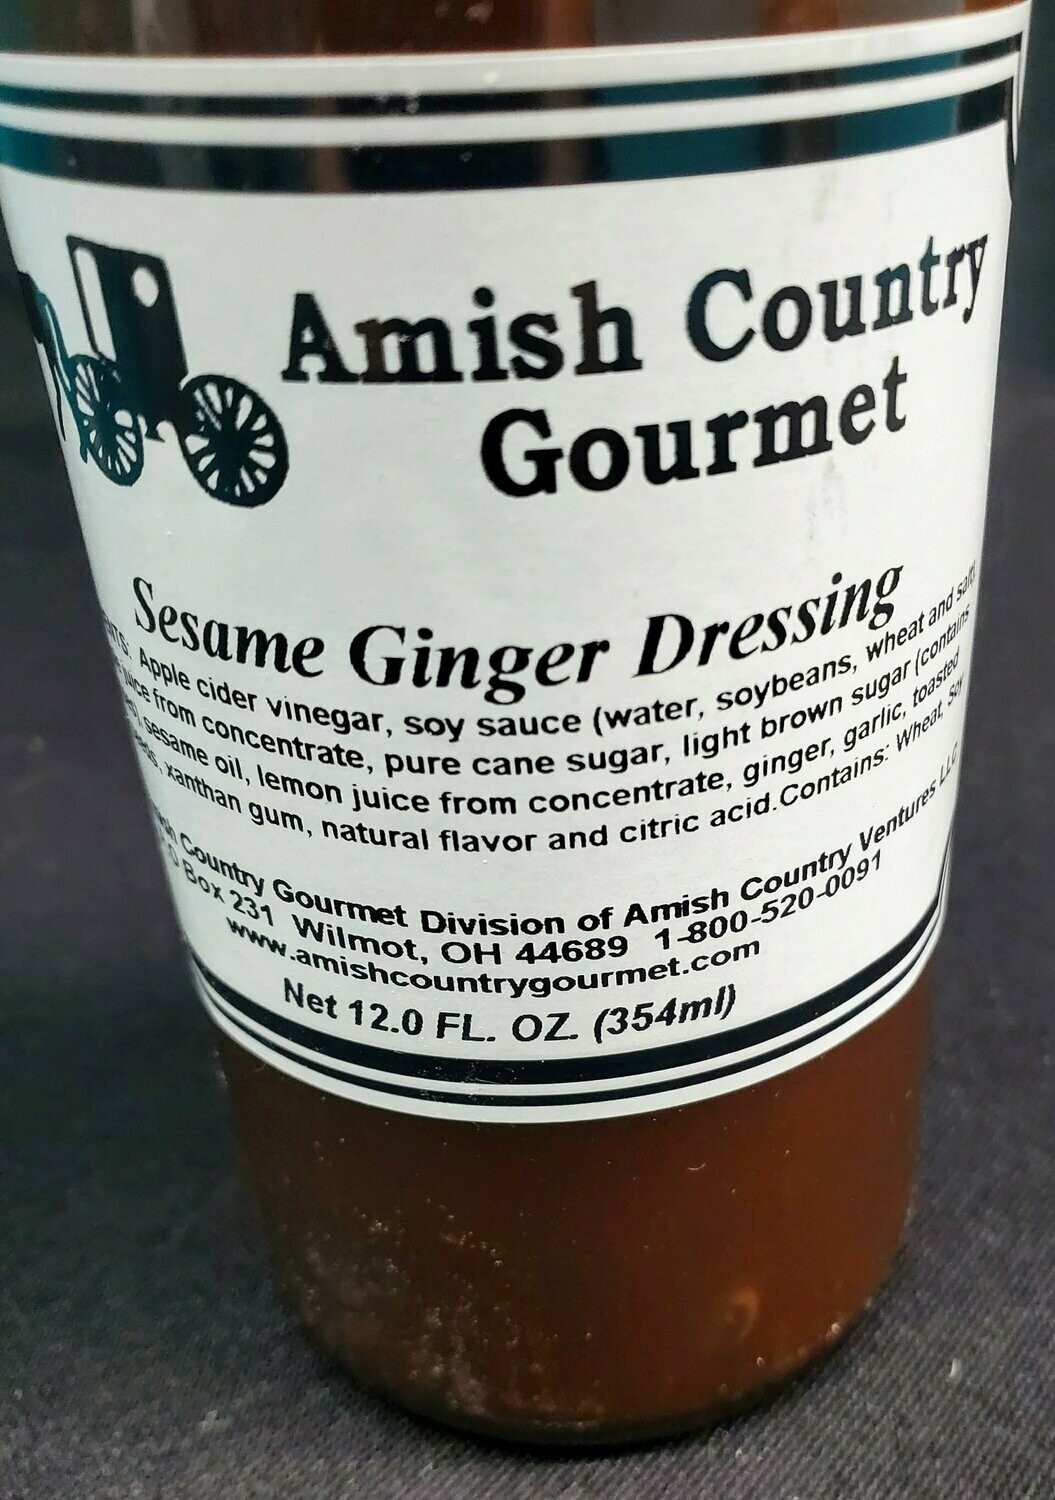 Amish Country
Gourmet
Sesame Ginger Dressing
Apple cider vinegar, soy sauce (water, soybeans, wheat and salt)
juice from concentrate, pure cane sugar, light brown sugar (contains
sesame oil, lemon juice from concentrate, ginger, garlic, toasted
xanthan gum, natural flavor and citric acid.Contains: Wheat, Soy
Country Gourmet Division of Amish Country Ventures LLC
Box 231 Wilmot, OH 44689 1-800-520-0091
www.amishcountrygourmet.com
Net 12.0 FL. OZ. (354ml)